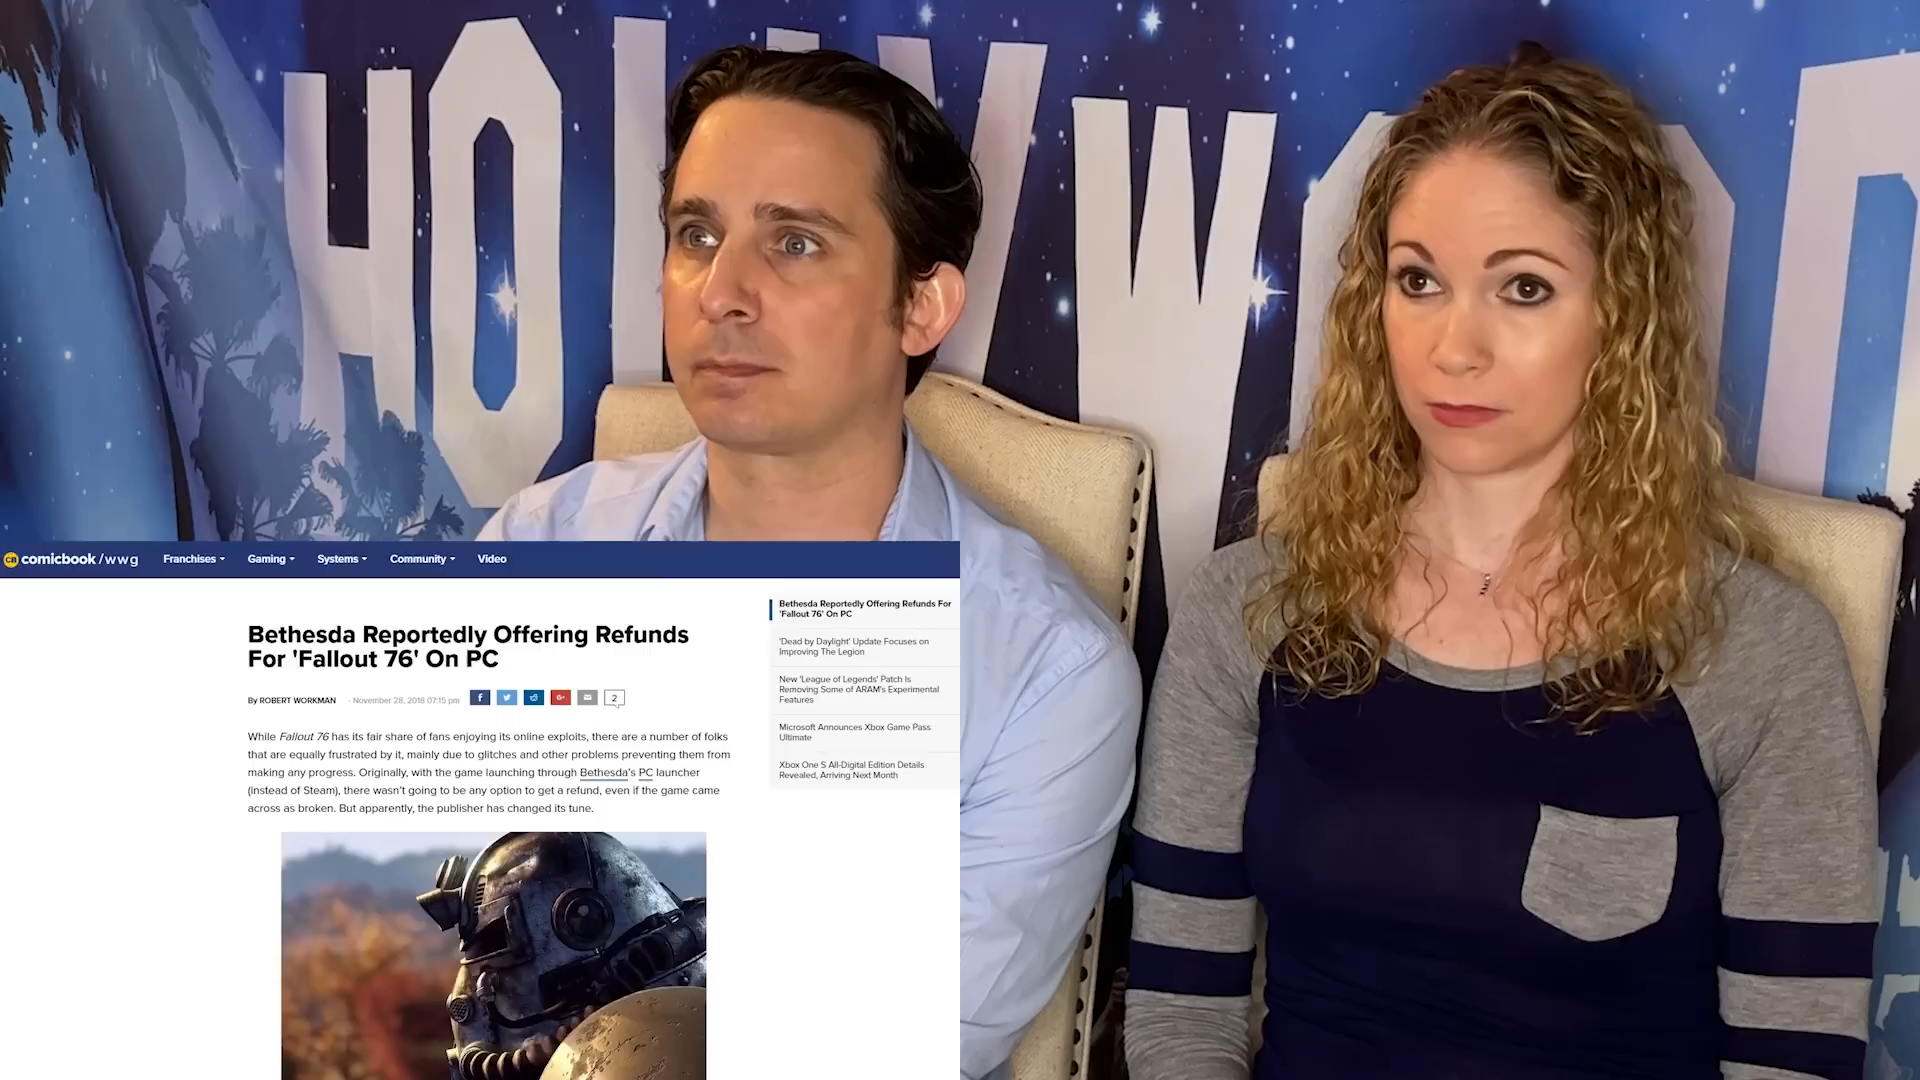 HOLLYWOOD
comicbook /wwg Franchises Gaming Systems Community Video
Bethesda Reportedly Offering Refunds
For 'Fallout 76' On PC
By ROBERT WORKMAN - November 28, 2018 07:15 pm f G+ 2
While Fallout 76 has its fair share of fans enjoying its online exploits, there are a number of folks
that are equally frustrated by it, mainly due to glitches and other problems preventing them from
making any progress. Originally, with the game launching through Bethesda's PC launcher
(instead of Steam), there wasn't going to be any option to get a refund, even if the game came
across as broken. But apparently, the publisher has changed its tune.
Bethesda Reportedly Offering Refunds For
'Fallout 76' On PC
'Dead by Daylight' Update Focuses on
Improving The Legion
New 'League of Legends' Patch Is
Removing Some of ARAM's Experimental
Features
Microsoft Announces Xbox Game Pass
Ultimate
Xbox One S All-Digital Edition Details
Revealed, Arriving Next Month